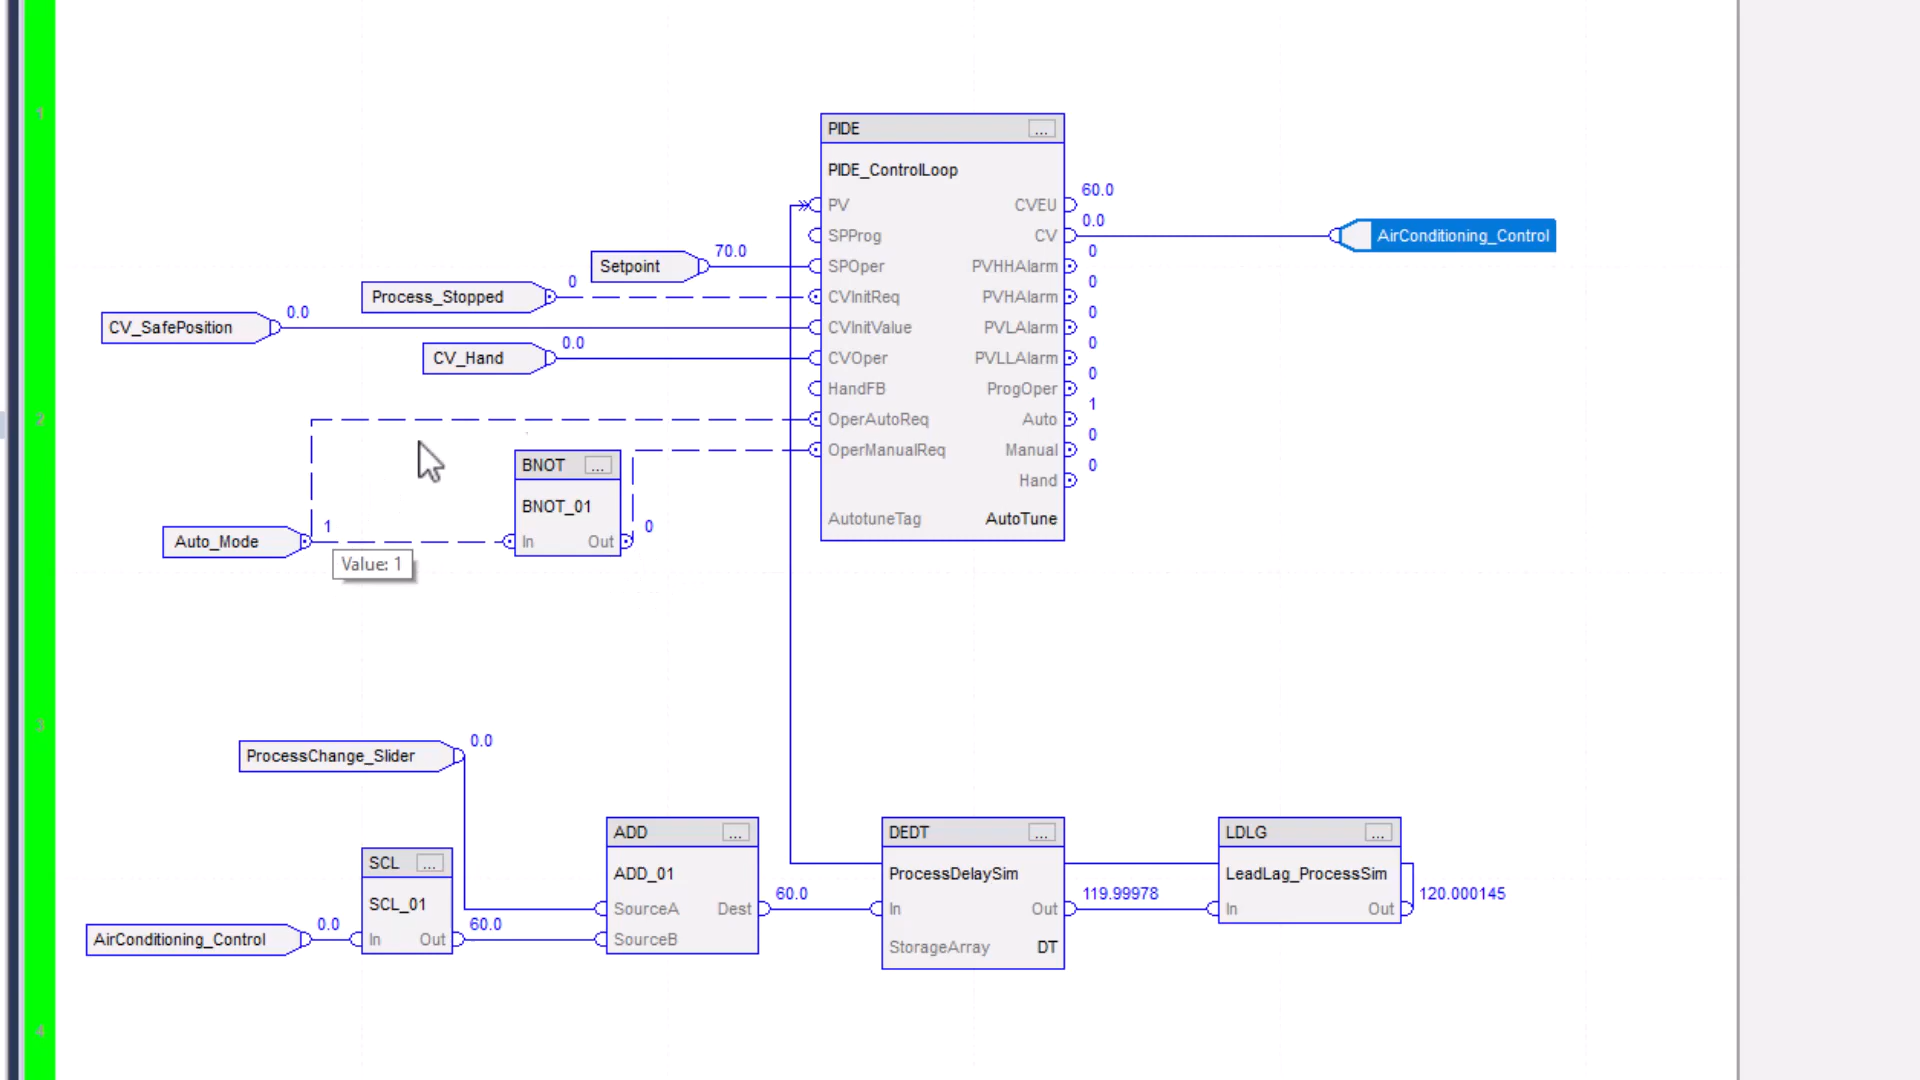 1
PIDE ...
PIDE_ControlLoop
60.0
PV CVEU
0.0
SPProg CV AirConditioning_Control
Setpoint 70.0 SPOper PVHHAlarm 0
Process_Stopped 0 CVInitReq PVHAlarm 0
CV_SafePosition 0.0 CVInitValue PVLAlarm 0
CV_Hand 0.0 CVOper PVLLAlarm 0
HandFB ProgOper 0
2 OperAutoReq Auto 1
OperManualReq Manual 0
Hand 0
AutotuneTag AutoTune
BNOT ...
BNOT_01
Auto_Mode 1 In Out 0
Value: 1
3
ProcessChange_Slider 0.0
SCL ...
SCL_01
AirConditioning_Control 0.0 In Out 60.0
ADD ...
ADD_01
SourceA Dest 60.0
SourceB
DEDT ...
ProcessDelaySim
In Out 119.99978
StorageArray DT
LDLG ...
LeadLag_ProcessSim
In Out 120.000145
4